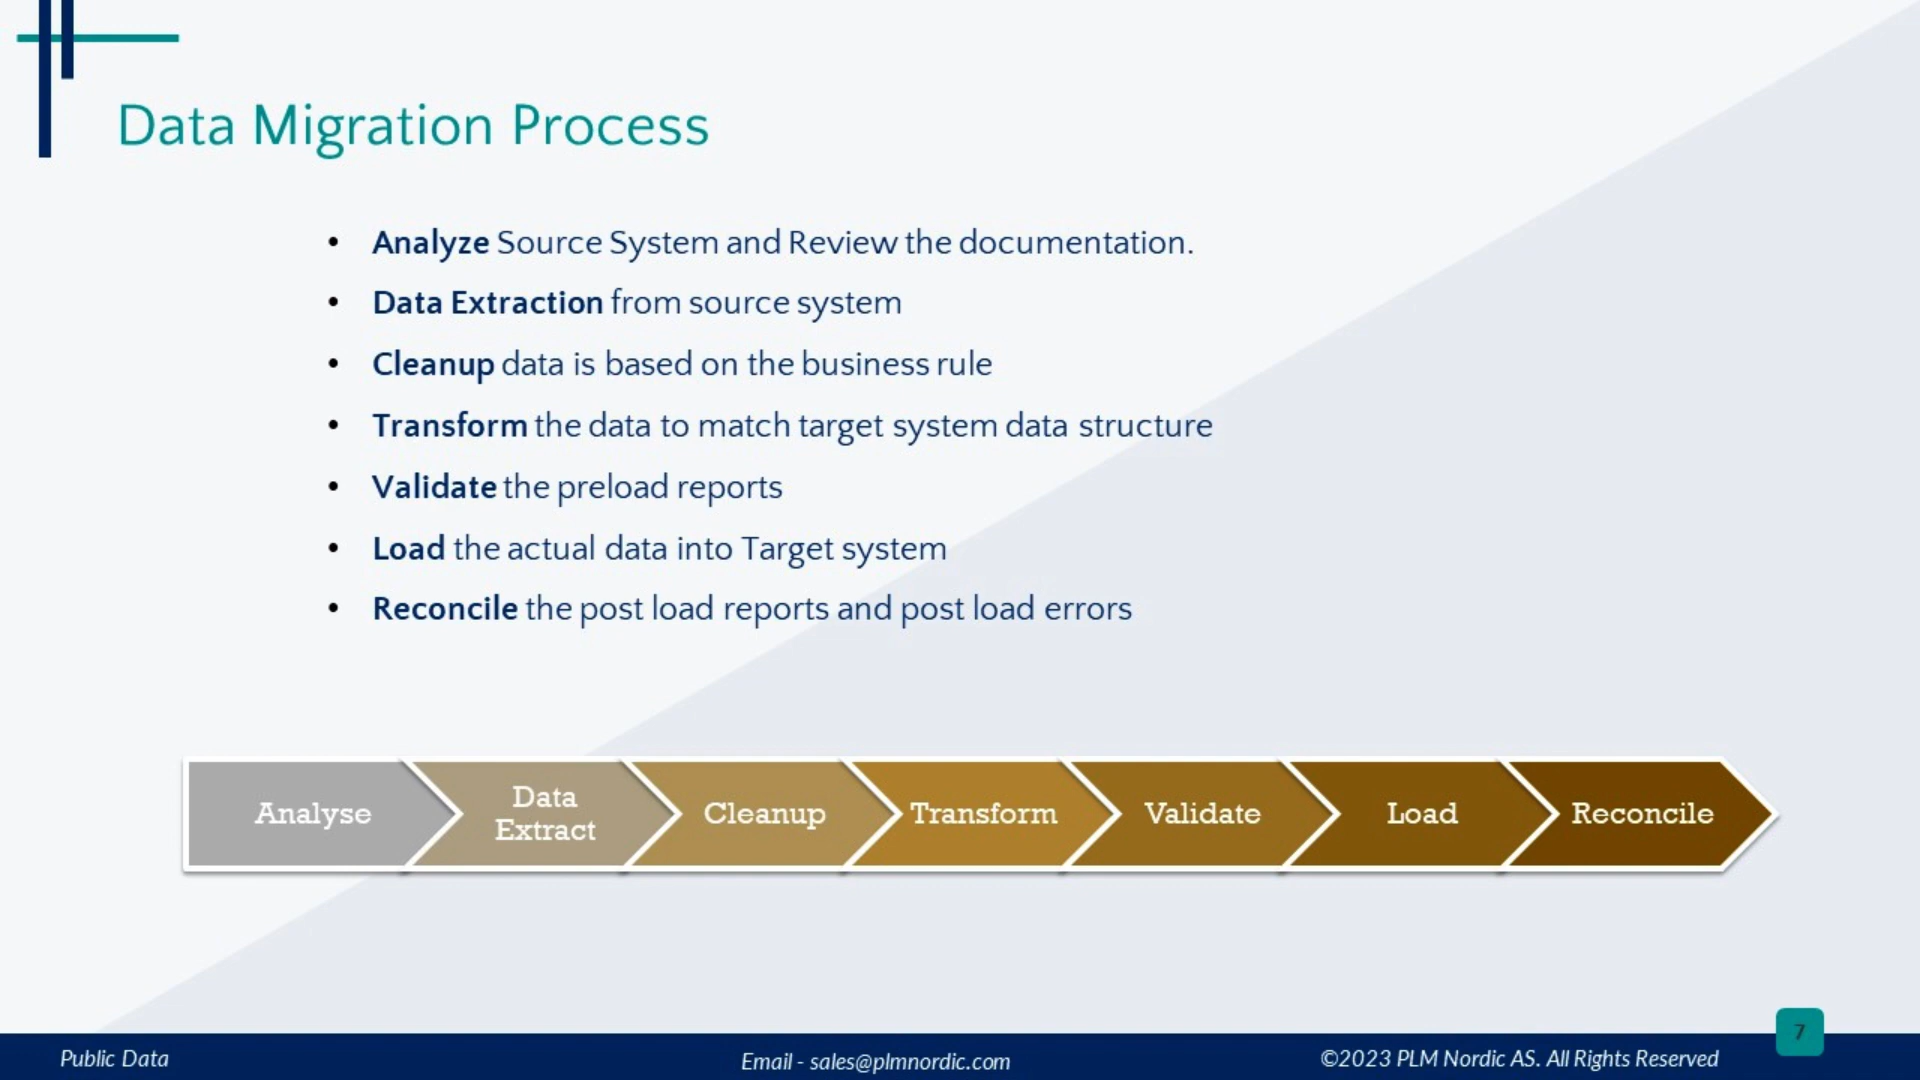 Data Migration Process
• Analyze Source System and Review the documentation.
• Data Extraction from source system
• Cleanup data is based on the business rule
• Transform the data to match target system data structure
• Validate the preload reports
• Load the actual data into Target system
• Reconcile the post load reports and post load errors
Analyse
Data
Extract
Cleanup
Transform
Validate
Load
Reconcile
7
Public Data
Email - sales@plmnordic.com
©2023 PLM Nordic AS. All Rights Reserved